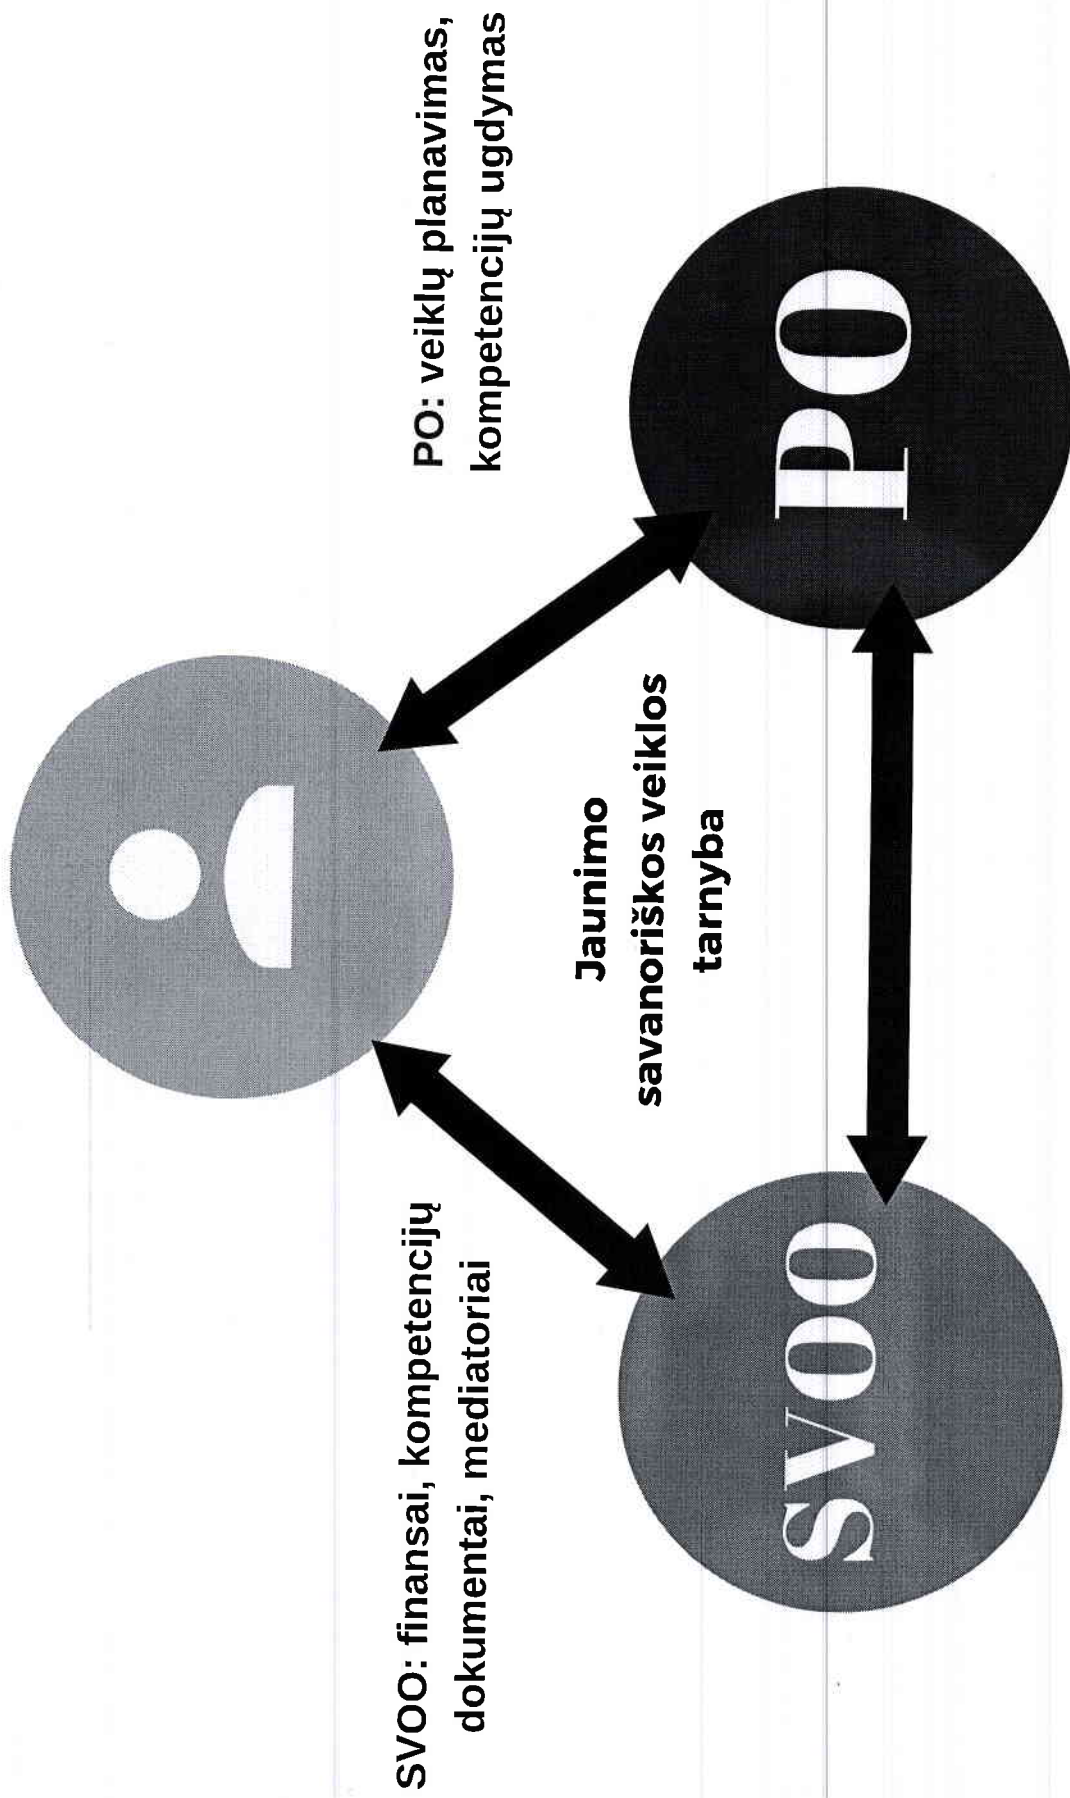 SVOO: finansai, kompetencijų
dokumentai, mediatoriai
PO: veiklų planavimas,
kompetencijų ugdymas
Jaunimo
savanoriškos veiklos
tarnyba
SVOO
PO